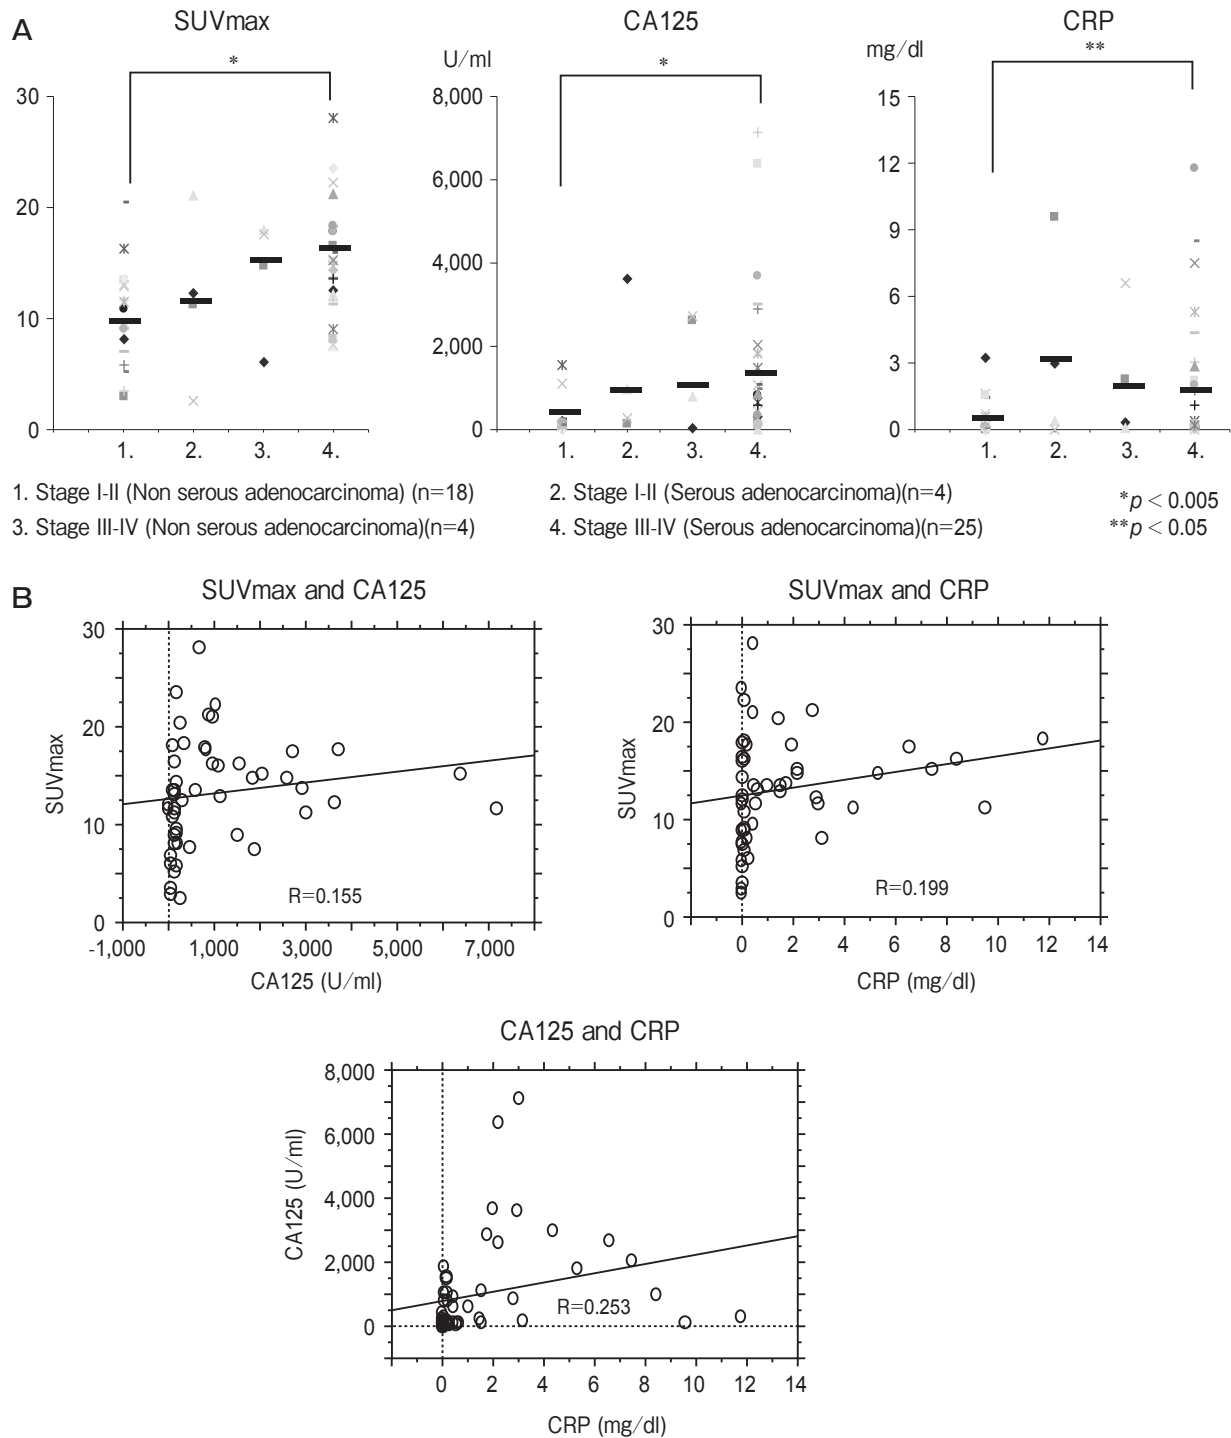 A
SUVmax
CA125
CRP
U/ml
mg/dl
*
*
**
30
20
10
0
8,000
6,000
4,000
2,000
0
15
12
9
6
3
0
1. 2. 3. 4.
1. 2. 3. 4.
1. 2. 3. 4.
1. Stage I-II (Non serous adenocarcinoma) (n=18)
2. Stage I-II (Serous adenocarcinoma)(n=4)
*p < 0.005
3. Stage III-IV (Non serous adenocarcinoma)(n=4)
4. Stage III-IV (Serous adenocarcinoma)(n=25)
**p < 0.05
B
SUVmax and CA125
30
20
10
0
SUVmax
R=0.155
-1,000 1,000 3,000 5,000 7,000
CA125 (U/ml)
SUVmax and CRP
30
20
10
0
SUVmax
R=0.199
0 2 4 6 8 10 12 14
CRP (mg/dl)
CA125 and CRP
8,000
6,000
4,000
2,000
0
CA125 (U/ml)
R=0.253
0 2 4 6 8 10 12 14
CRP (mg/dl)